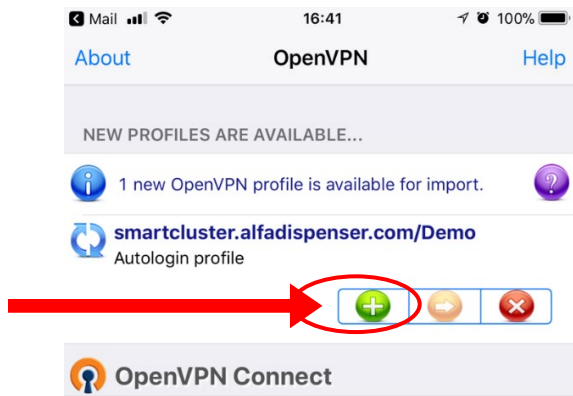 Mail 16:41 100%
About OpenVPN Help
NEW PROFILES ARE AVAILABLE...
1 new OpenVPN profile is available for import.
smartcluster.alfadispenser.com/Demo
Autologin profile
OpenVPN Connect